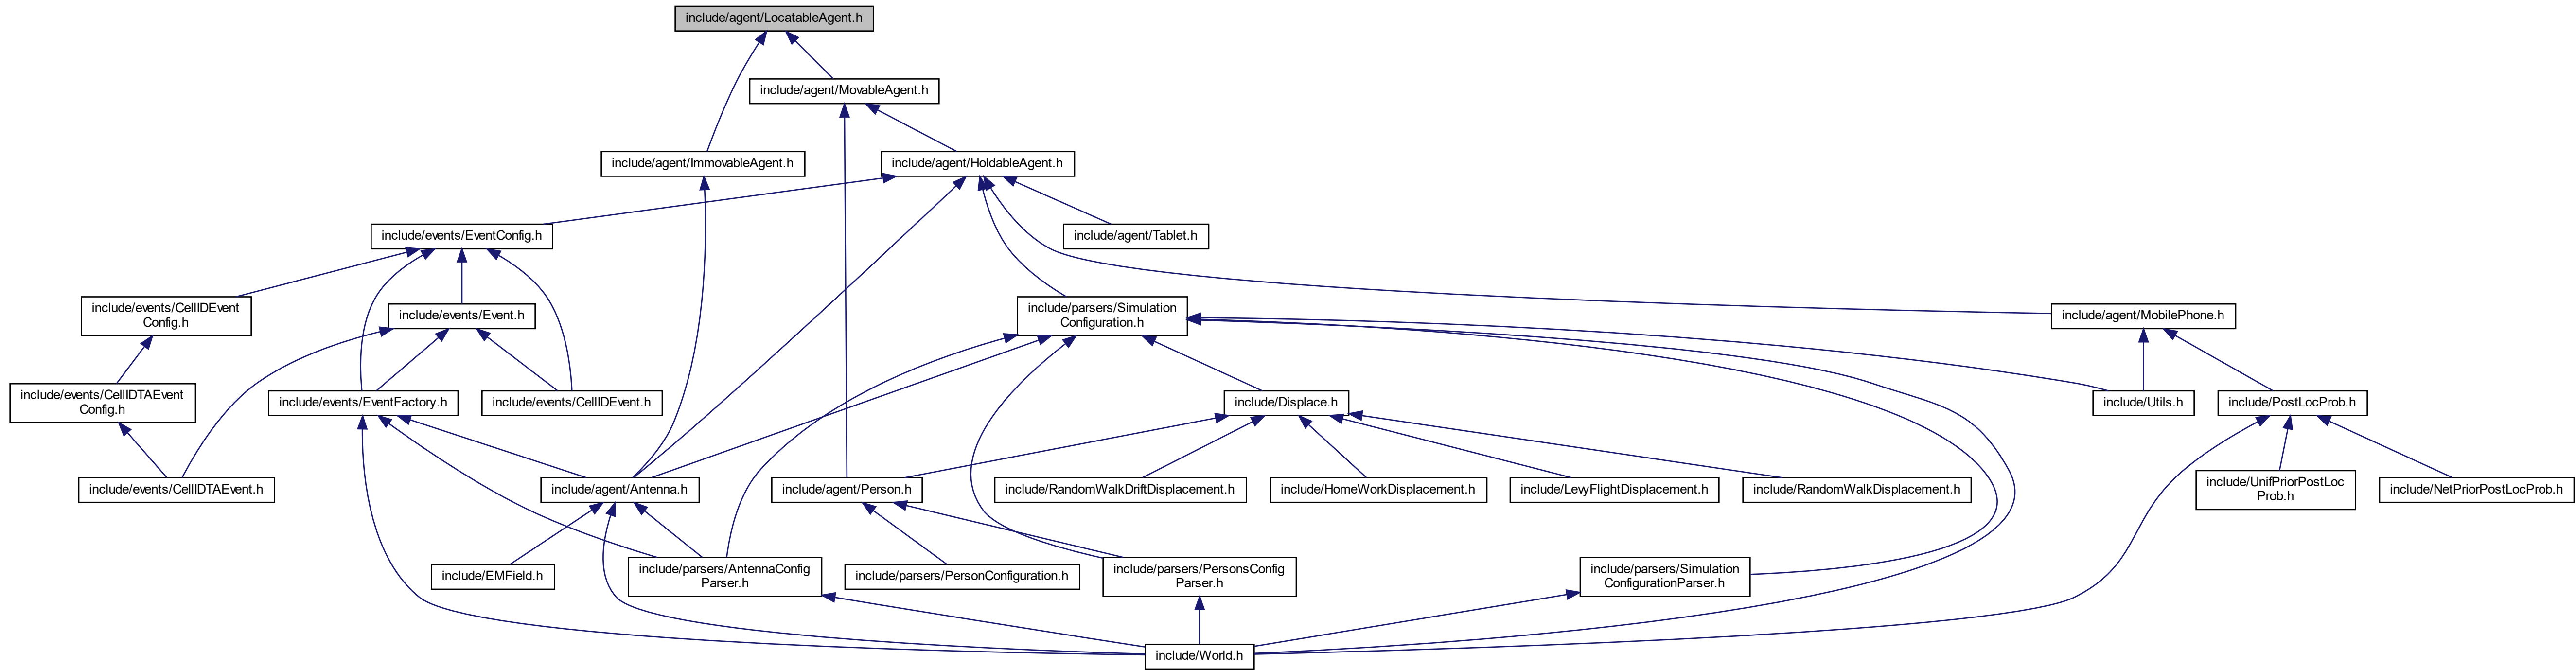 include/agent/LocatableAgent.h
include/agent/MovableAgent.h
include/agent/ImmovableAgent.h
include/agent/HoldableAgent.h
include/events/EventConfig.h
include/agent/Tablet.h
include/events/CellIDEvent
Config.h
include/events/Event.h
include/parsers/Simulation
Configuration.h
include/agent/MobilePhone.h
include/events/CellIDTAEvent
Config.h
include/events/EventFactory.h
include/events/CellIDEvent.h
include/Displace.h
include/Utils.h
include/PostLocProb.h
include/events/CellIDTAEvent.h
include/agent/Antenna.h
include/agent/Person.h
include/RandomWalkDriftDisplacement.h
include/HomeWorkDisplacement.h
include/LevyFlightDisplacement.h
include/RandomWalkDisplacement.h
include/UnifPriorPostLoc
Prob.h
include/NetPriorPostLocProb.h
include/EMField.h
include/parsers/AntennaConfig
Parser.h
include/parsers/PersonConfiguration.h
include/parsers/PersonsConfig
Parser.h
include/parsers/Simulation
ConfigurationParser.h
include/World.h